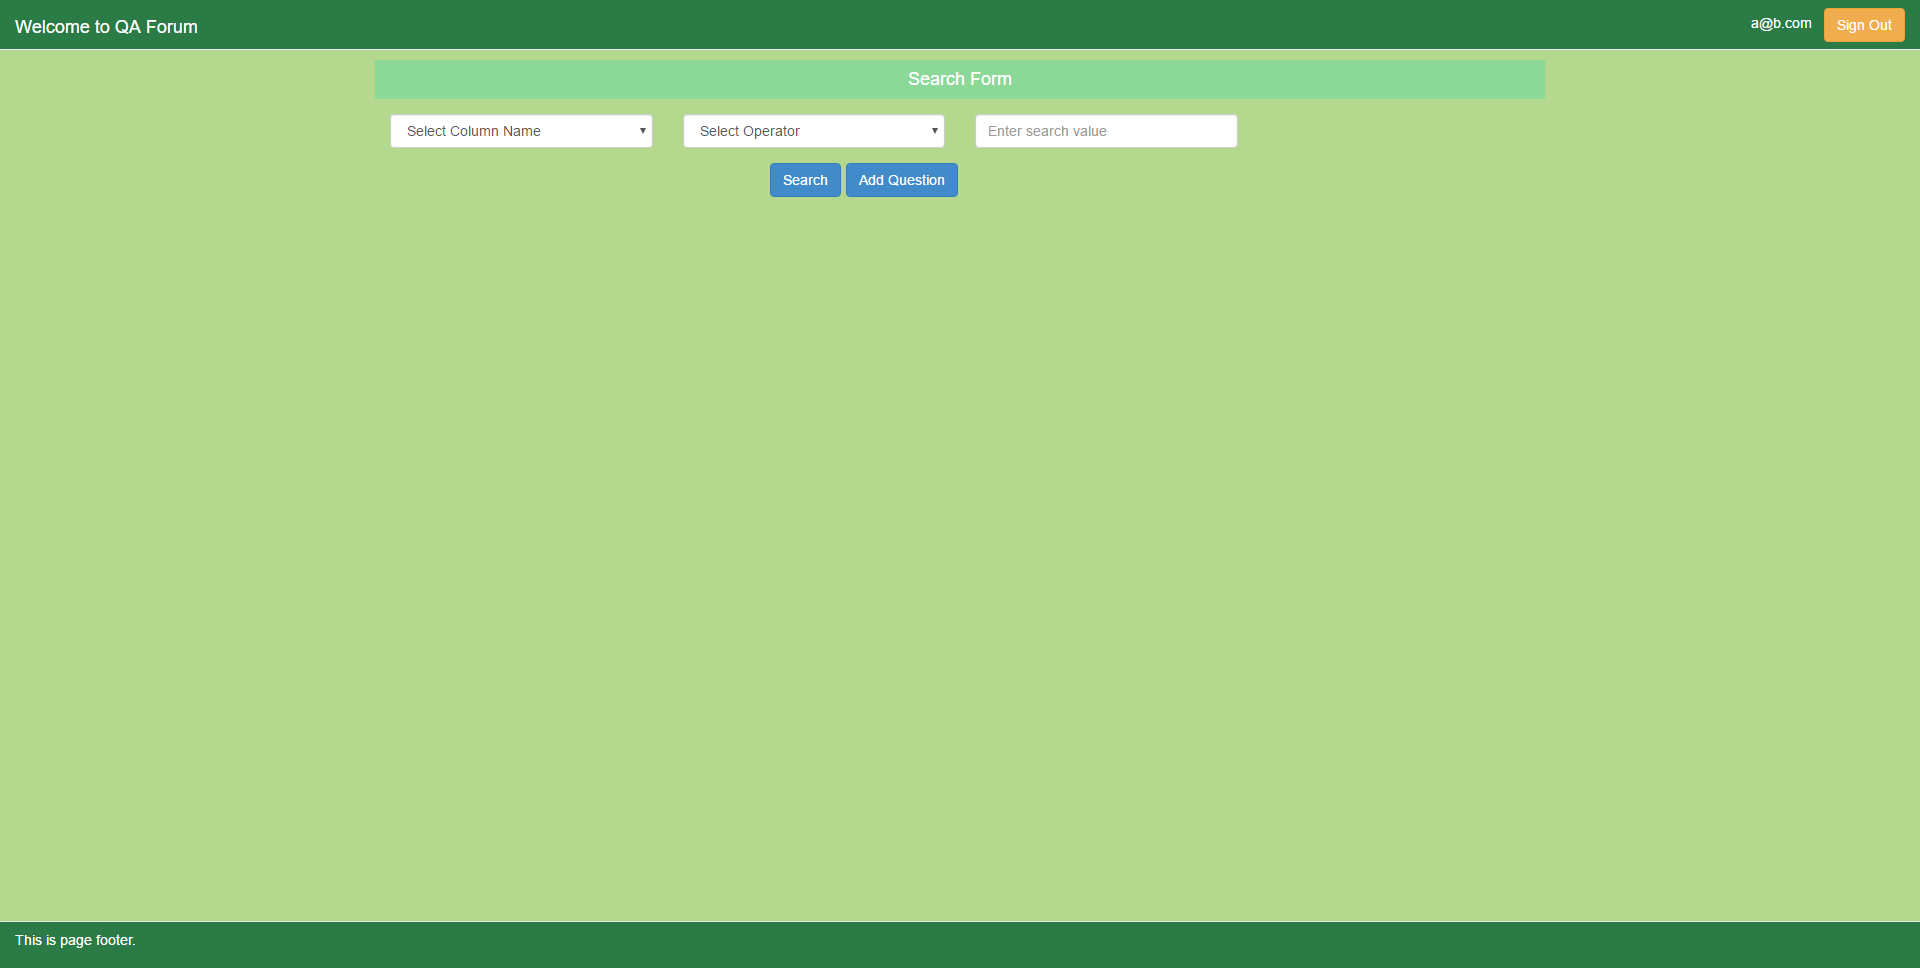 Welcome to QA Forum
a@b.com
Sign Out
Search Form
Select Column Name
Select Operator
Enter search value
Search
Add Question
This is page footer.